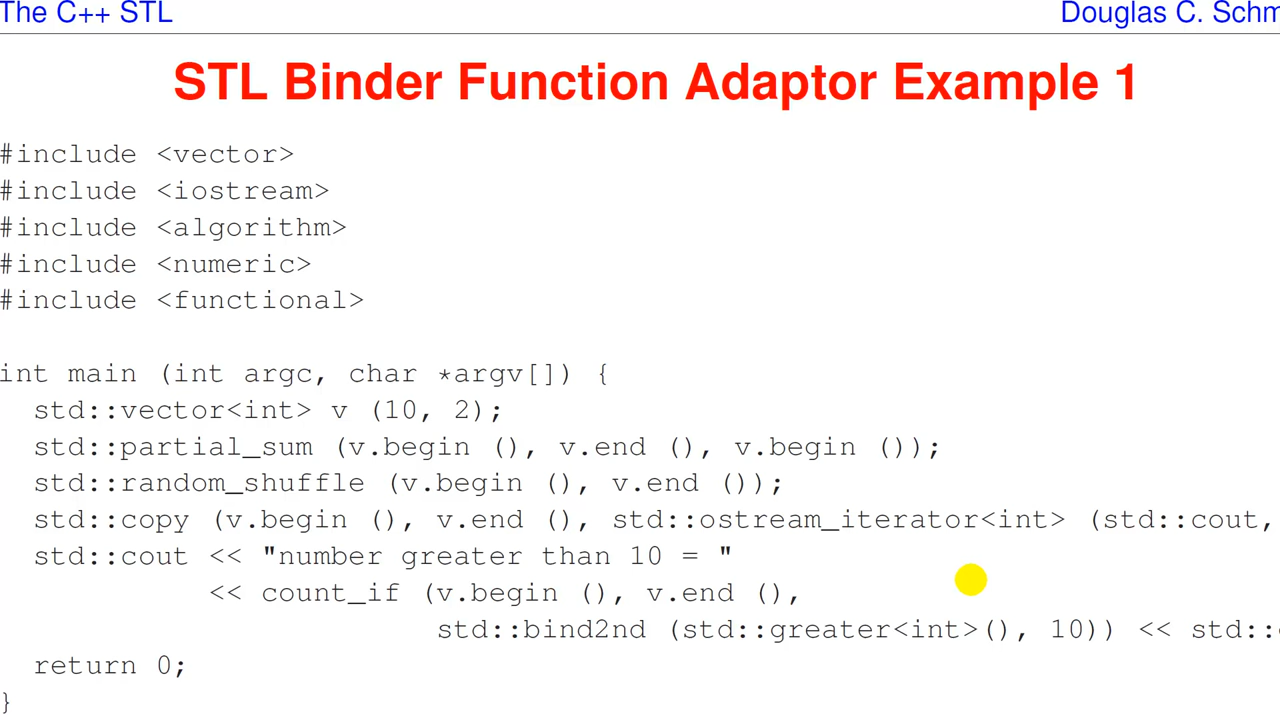 The C++ STL
Douglas C. Schm
STL Binder Function Adaptor Example 1
#include <vector>
#include <iostream>
#include <algorithm>
#include <numeric>
#include <functional>
int main (int argc, char *argv[]) {
  std::vector<int> v (10, 2);
  std::partial_sum (v.begin (), v.end (), v.begin ());
  std::random_shuffle (v.begin (), v.end ());
  std::copy (v.begin (), v.end (), std::ostream_iterator<int> (std::cout,
  std::cout << "number greater than 10 = "
            << count_if (v.begin (), v.end (),
                         std::bind2nd (std::greater<int>(), 10)) << std::
  return 0;
}